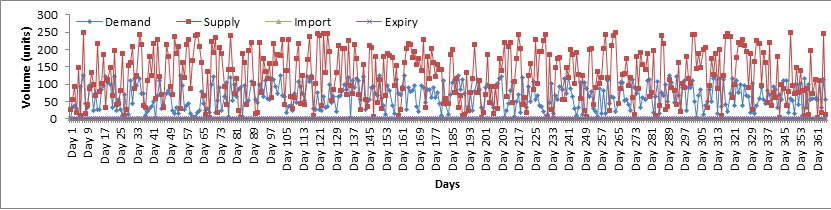 Demand Supply Import Expiry
300
250
200
150
100
50
0
Volume (units)
Day 1 Day 9 Day 17 Day 25 Day 33 Day 41 Day 49 Day 57 Day 65 Day 73 Day 81 Day 89 Day 97 Day 105 Day 113 Day 121 Day 129 Day 137 Day 145 Day 153 Day 161 Day 169 Day 177 Day 185 Day 193 Day 201 Day 209 Day 217 Day 225 Day 233 Day 241 Day 249 Day 257 Day 265 Day 273 Day 281 Day 289 Day 297 Day 305 Day 313 Day 321 Day 329 Day 337 Day 345 Day 353 Day 361
Days